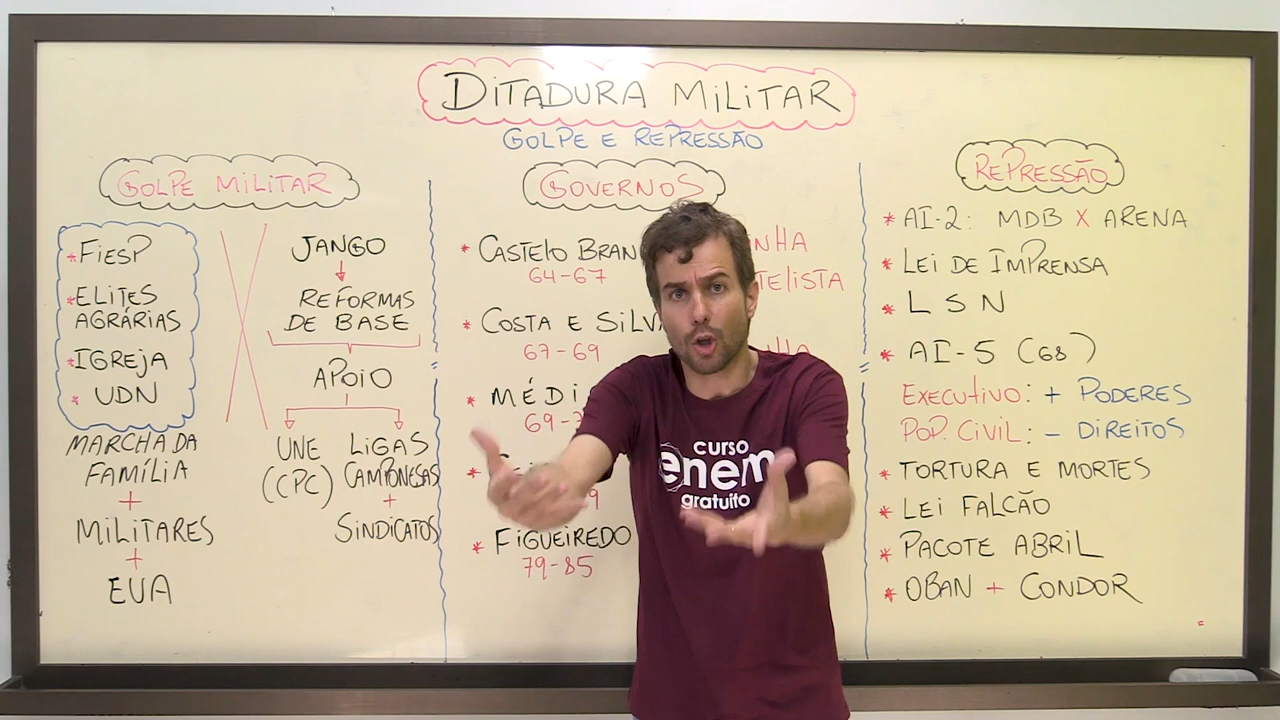 DITADURA MILITAR
GOLPE E REPRESSÃO
GOLPE MILITAR
* FIESP
* ELITES
AGRÁRIAS
* IGREJA
* UDN
MARCHA DA
FAMÍLIA
+
MILITARES
+
EUA
X
JANGO
REFORMAS
DE BASE
APOIO
UNE
(CPC)
LIGAS
CAMPONESAS
+
SINDICATOS
GOVERNOS
* CASTELO BRAN
64-67
* COSTA E SILV
67-69
* MÉDI
69-
* 
* FIGUEIREDO
79-85
REPRESSÃO
* AI-2: MDB X ARENA
* LEI DE IMPRENSA
* LSN
* AI-5 (68)
EXECUTIVO: + PODERES
POP. CIVIL: - DIREITOS
* TORTURA E MORTES
* LEI FALCÃO
* PACOTE ABRIL
* OBAN + CONDOR
curso
enem
gratuito